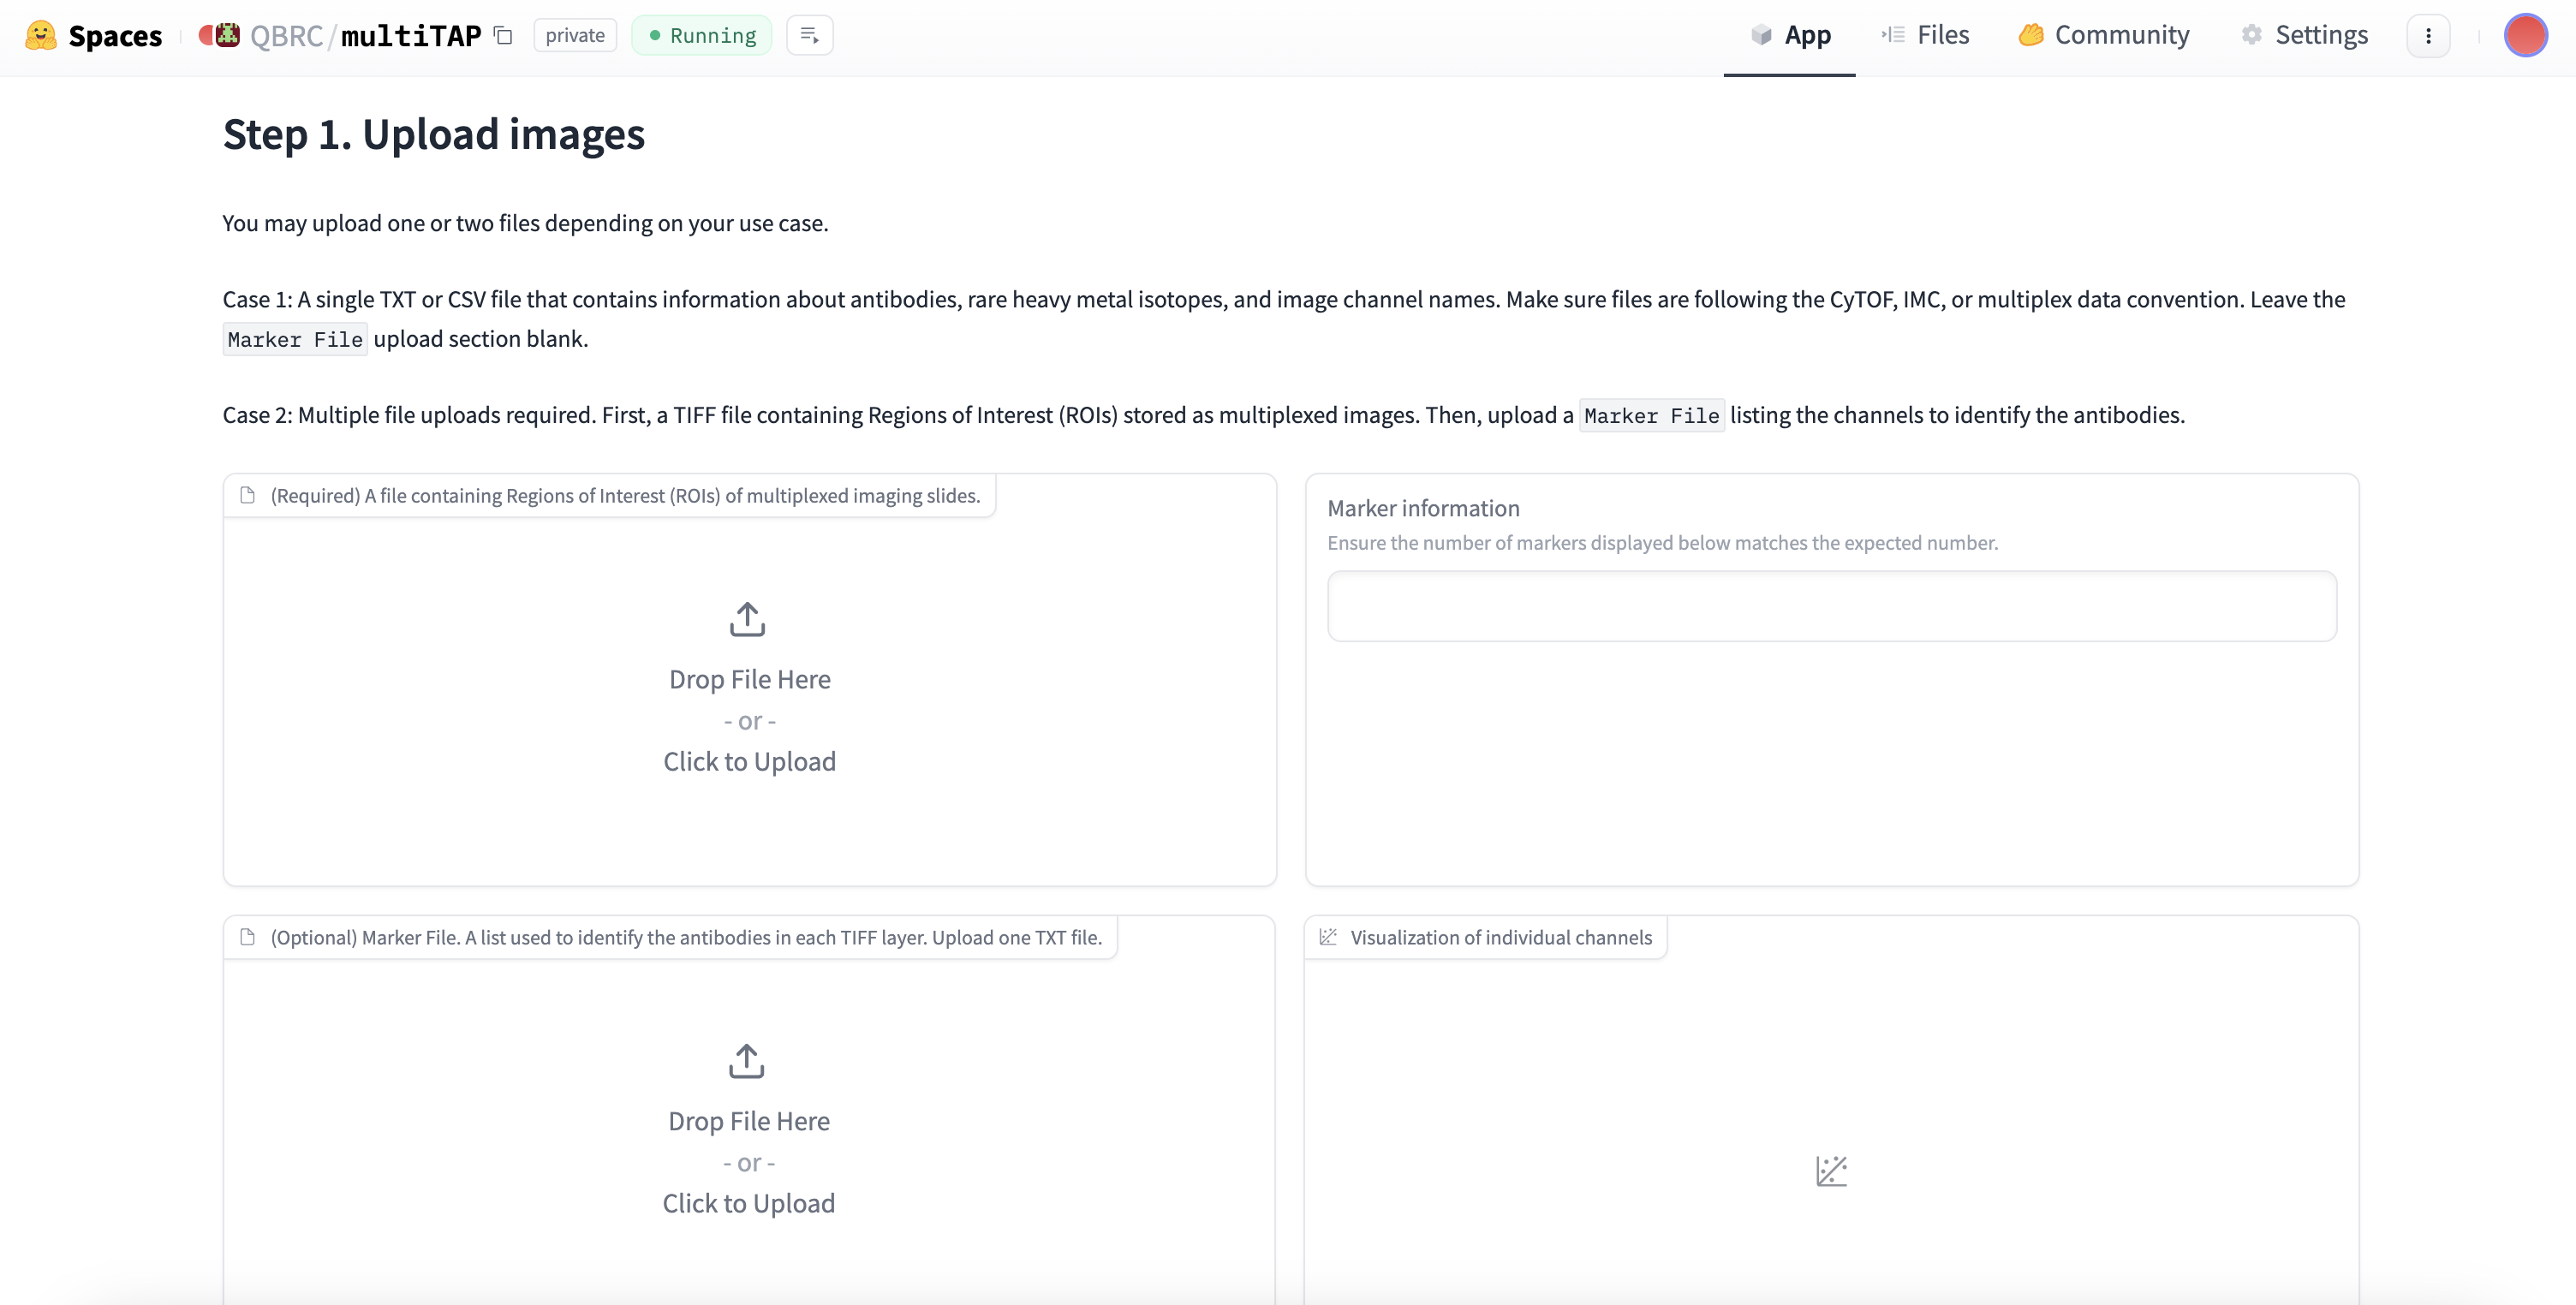 Spaces QBRC/multiTAP private Running App Files Community Settings
Step 1. Upload images
You may upload one or two files depending on your use case.
Case 1: A single TXT or CSV file that contains information about antibodies, rare heavy metal isotopes, and image channel names. Make sure files are following the CyTOF, IMC, or multiplex data convention. Leave the
Marker File upload section blank.
Case 2: Multiple file uploads required. First, a TIFF file containing Regions of Interest (ROIs) stored as multiplexed images. Then, upload a Marker File listing the channels to identify the antibodies.
(Required) A file containing Regions of Interest (ROIs) of multiplexed imaging slides.
Drop File Here
- or -
Click to Upload
Marker information
Ensure the number of markers displayed below matches the expected number.
(Optional) Marker File. A list used to identify the antibodies in each TIFF layer. Upload one TXT file.
Drop File Here
- or -
Click to Upload
Visualization of individual channels